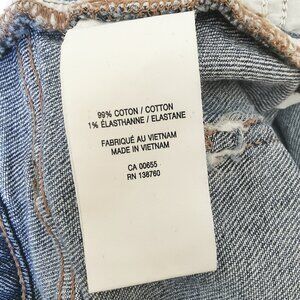 99% COTON / COTTON
1% ÉLASTHANNE / ELASTANE
FABRIQUÉ AU VIETNAM
MADE IN VIETNAM
CA 00655
RN 138760